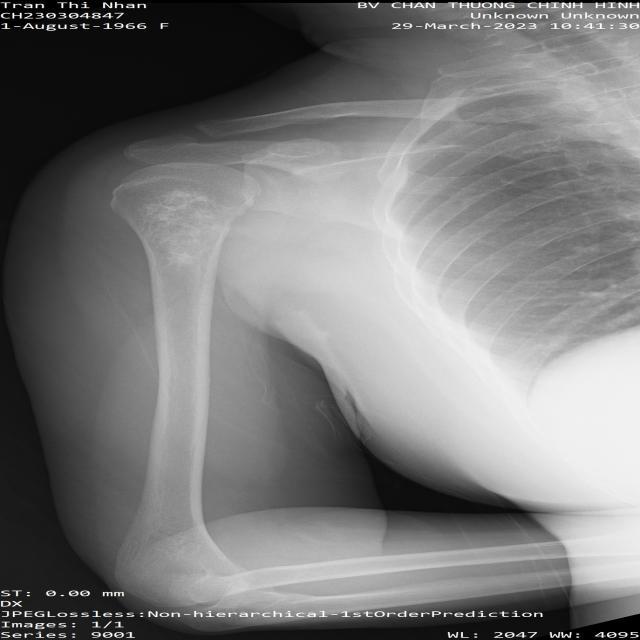 Tran Thi Nhan
CH230304847
1-August-1966 F
BV CHAN THUONG CHINH HINH
Unknown Unknown
29-March-2023 10:41:30
ST: 0.00 mm
DX
JPEGLossless:Non-hierarchical-1stOrderPrediction
Images: 1/1
Series: 9001
WL: 2047 WW: 4095